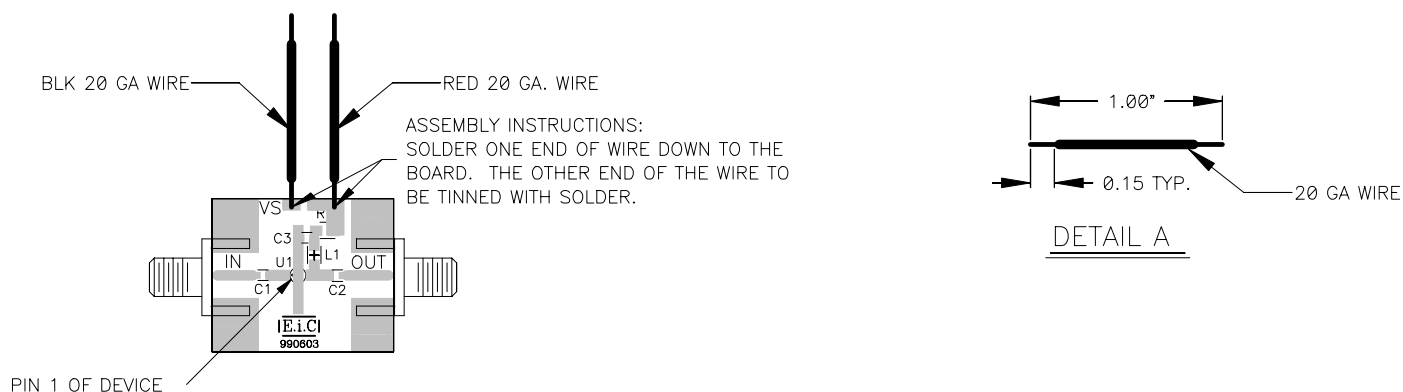 BLK 20 GA WIRE
RED 20 GA. WIRE
ASSEMBLY INSTRUCTIONS:
SOLDER ONE END OF WIRE DOWN TO THE
BOARD. THE OTHER END OF THE WIRE TO
BE TINNED WITH SOLDER.
VS
R
C3
L1
IN
U1
OUT
C1
C2
E.i.C
990603
PIN 1 OF DEVICE
1.00"
0.15 TYP.
20 GA WIRE
DETAIL A